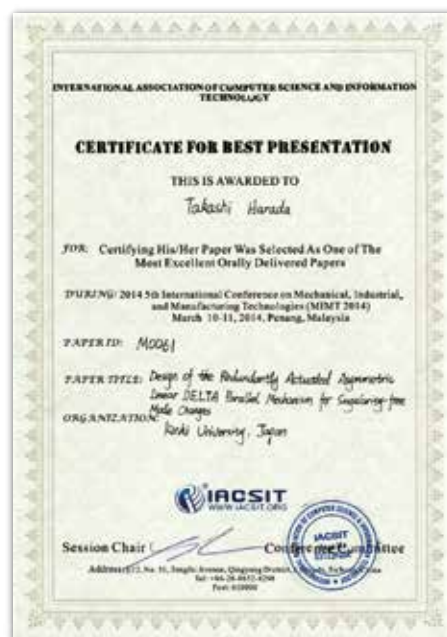 INTERNATIONAL ASSOCIATION OF COMPUTER SCIENCE AND INFORMATION
TECHNOLOGY
CERTIFICATE FOR BEST PRESENTATION
THIS IS AWARDED TO
Takashi Harada
FOR: Certifying His/Her Paper Was Selected As One of The
Most Excellent Orally Delivered Papers
DURING: 2014 5th International Conference on Mechanical, Industrial,
and Manufacturing Technologies (MIMT 2014)
March 10-11, 2014, Penang, Malaysia
PAPER ID: M0061
PAPER TITLE: Design of the Redundantly Actuated Asymmetric
Linear DELTA Parallel Mechanism for Singularity-free
Mode Changes
ORGANIZATION:
Kinki University, Japan
IACSIT
WWW.IACSIT.ORG
Session Chair
Conference Committee
IACSIT